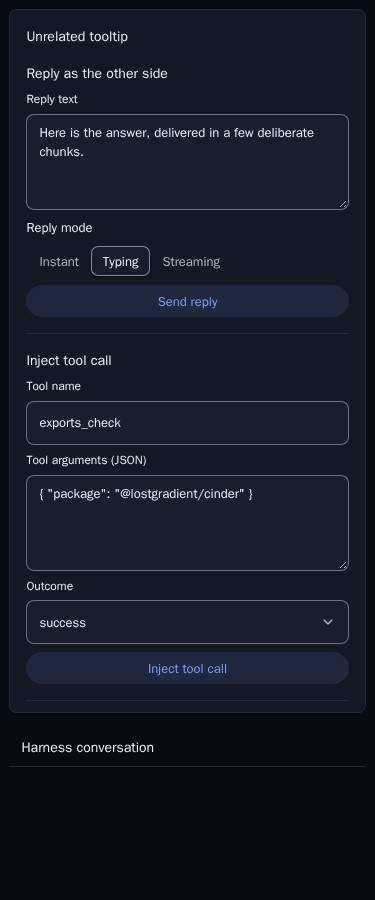 Unrelated tooltip
Reply as the other side
Reply text
Here is the answer, delivered in a few deliberate
chunks.
Reply mode
Instant Typing Streaming
Send reply
Inject tool call
Tool name
exports_check
Tool arguments (JSON)
{ "package": "@lostgradient/cinder" }
Outcome
success
Inject tool call
Harness conversation